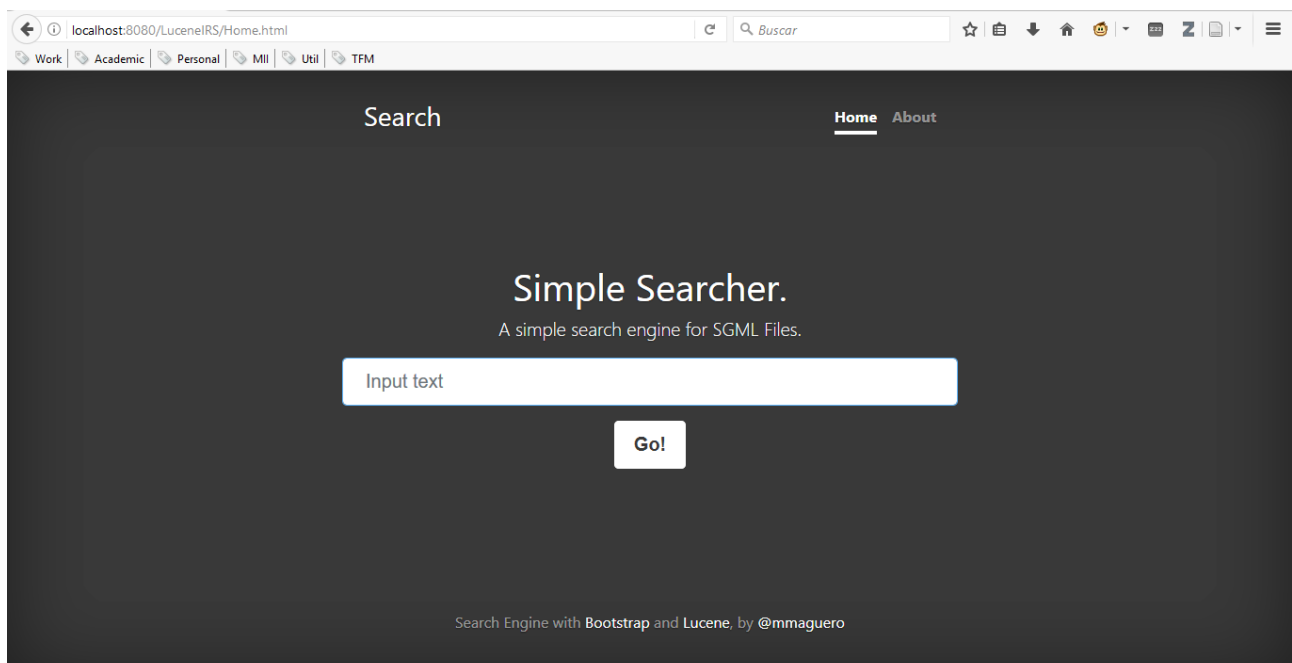 localhost:8080/LuceneIRS/Home.html
Buscar
Work Academic Personal MII Util TFM
Search Home About
Simple Searcher.
A simple search engine for SGML Files.
Input text
Go!
Search Engine with Bootstrap and Lucene, by @mmaguero